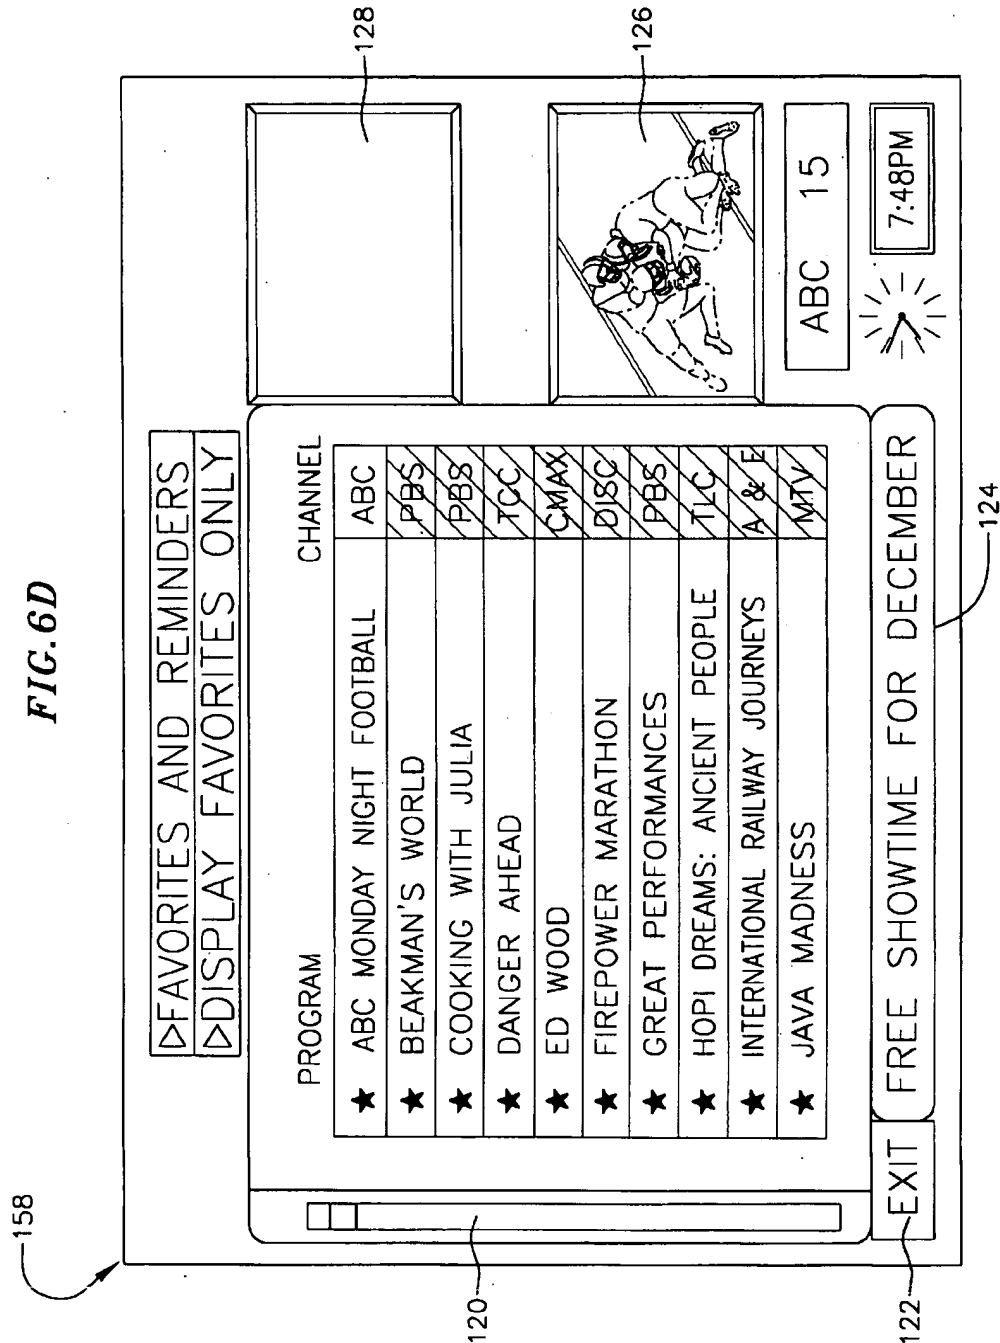 FIG.6D
158
▷FAVORITES AND REMINDERS
▷DISPLAY FAVORITES ONLY
128
PROGRAM CHANNEL
★ ABC MONDAY NIGHT FOOTBALL ABC
★ BEAKMAN'S WORLD PBS
★ COOKING WITH JULIA PBS
★ DANGER AHEAD TCC
★ ED WOOD CMAX
★ FIREPOWER MARATHON DISC
★ GREAT PERFORMANCES PBS
★ HOPI DREAMS: ANCIENT PEOPLE TLC
★ INTERNATIONAL RAILWAY JOURNEYS A & E
★ JAVA MADNESS MTV
120
126
ABC 15
7:48PM
122
EXIT
FREE SHOWTIME FOR DECEMBER
124